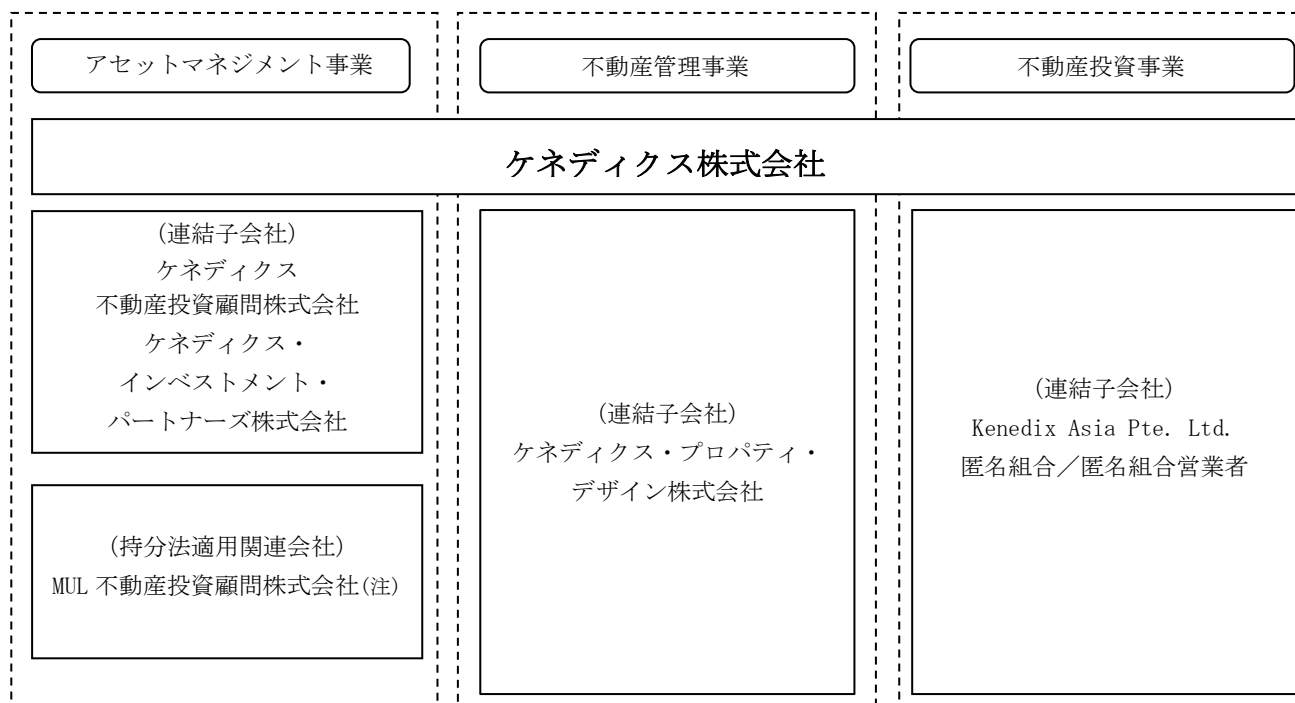 アセットマネジメント事業
不動産管理事業
不動産投資事業
ケネディクス株式会社
(連結子会社)
ケネディクス
不動産投資顧問株式会社
ケネディクス・
インベストメント・
パートナーズ株式会社
(持分法適用関連会社)
MUL 不動産投資顧問株式会社(注)
(連結子会社)
ケネディクス・プロパティ・
デザイン株式会社
(連結子会社)
Kenedix Asia Pte. Ltd.
匿名組合／匿名組合営業者